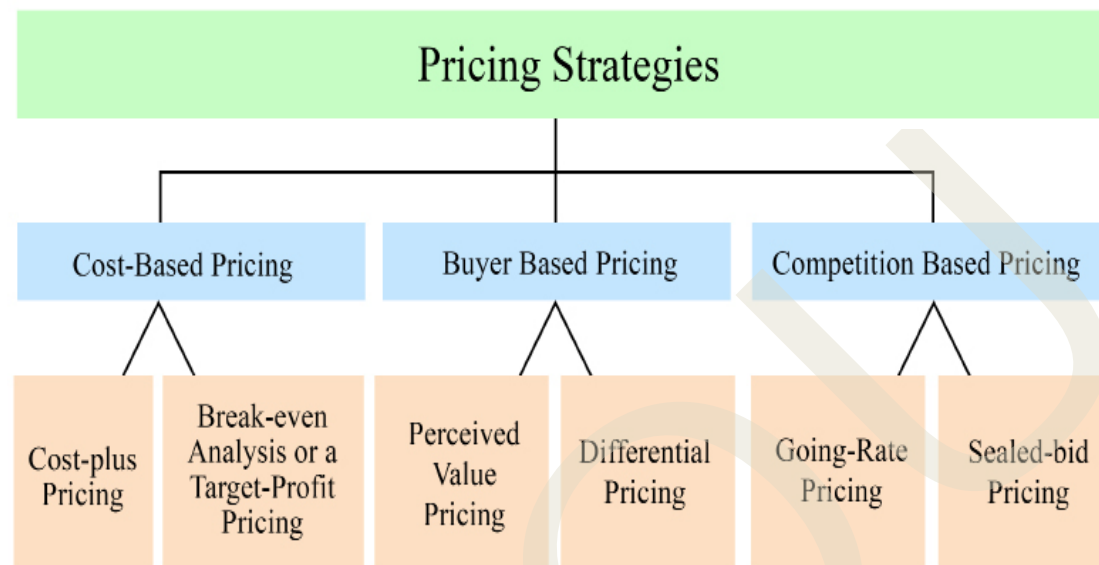 Pricing Strategies
Cost-Based Pricing
Buyer Based Pricing
Competition Based Pricing
Cost-plus
Pricing
Break-even
Analysis or a
Target-Profit
Pricing
Perceived
Value
Pricing
Differential
Pricing
Going-Rate
Pricing
Sealed-bid
Pricing